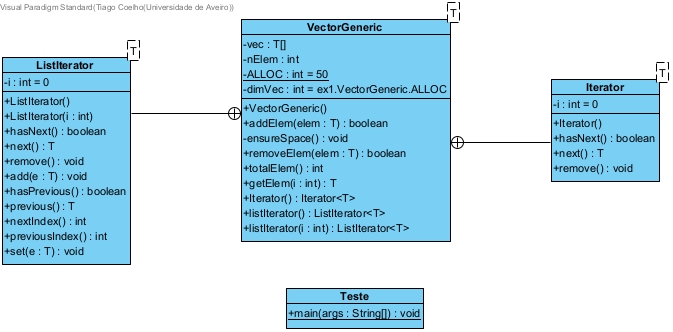 Visual Paradigm Standard(Tiago Coelho(Universidade de Aveiro))
T
ListIterator
-i : int = 0
+ListIterator()
+ListIterator(i : int)
+hasNext() : boolean
+next() : T
+remove() : void
+add(e : T) : void
+hasPrevious() : boolean
+previous() : T
+nextIndex() : int
+previousIndex() : int
+set(e : T) : void
T
VectorGeneric
-vec : T[]
-nElem : int
-ALLOC : int = 50
-dimVec : int = ex1.VectorGeneric.ALLOC
+VectorGeneric()
+addElem(elem : T) : boolean
-ensureSpace() : void
+removeElem(elem : T) : boolean
+totalElem() : int
+getElem(i : int) : T
+Iterator() : Iterator<T>
+listIterator() : ListIterator<T>
+listIterator(i : int) : ListIterator<T>
T
Iterator
-i : int = 0
+Iterator()
+hasNext() : boolean
+next() : T
+remove() : void
Teste
+main(args : String[]) : void